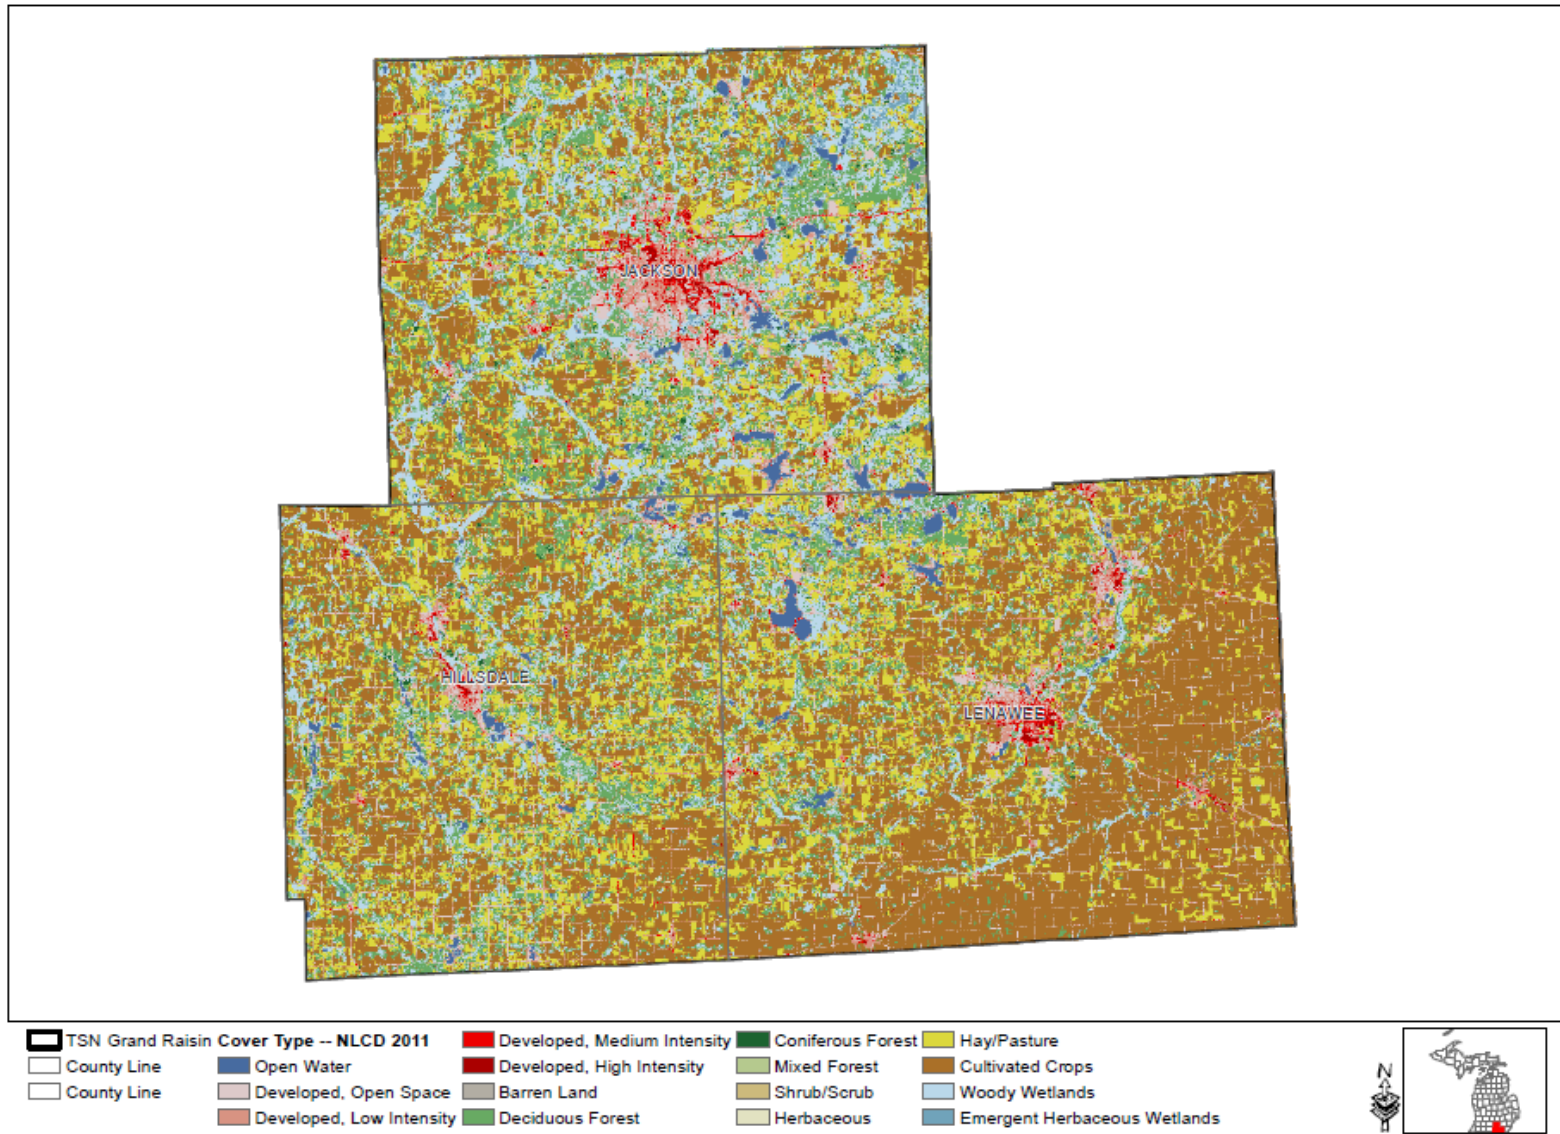 JACKSON
HILLSDALE
LENAWEE
TSN Grand Raisin Cover Type -- NLCD 2011 Developed, Medium Intensity Coniferous Forest Hay/Pasture
County Line Open Water Developed, High Intensity Mixed Forest Cultivated Crops
County Line Developed, Open Space Barren Land Shrub/Scrub Woody Wetlands
Developed, Low Intensity Deciduous Forest Herbaceous Emergent Herbaceous Wetlands
N